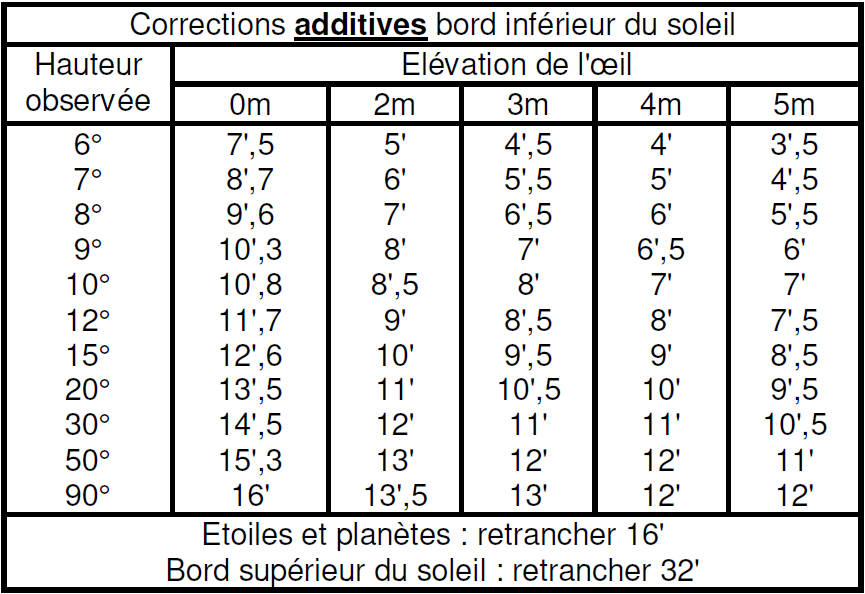 Corrections additives bord inférieur du soleil
Hauteur observée Elévation de l'œil
0m 2m 3m 4m 5m
6° 7',5 5' 4',5 4' 3',5
7° 8',7 6' 5',5 5' 4',5
8° 9',6 7' 6',5 6' 5',5
9° 10',3 8' 7' 6',5 6'
10° 10',8 8',5 8' 7' 7'
12° 11',7 9' 8',5 8' 7',5
15° 12',6 10' 9',5 9' 8',5
20° 13',5 11' 10',5 10' 9',5
30° 14',5 12' 11' 11' 10',5
50° 15',3 13' 12' 12' 11'
90° 16' 13',5 13' 12' 12'
Etoiles et planètes : retrancher 16'
Bord supérieur du soleil : retrancher 32'